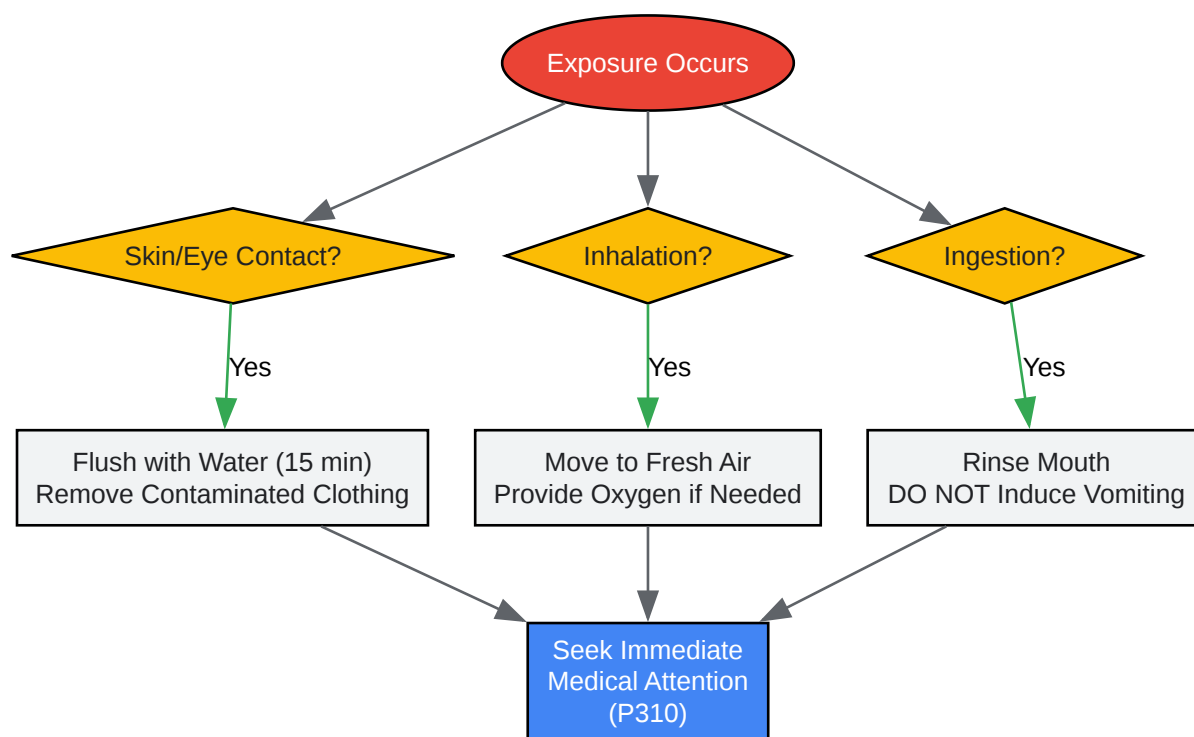 Exposure Occurs
Skin/Eye Contact?
Inhalation?
Ingestion?
Yes
Yes
Yes
Flush with Water (15 min)
Remove Contaminated Clothing
Move to Fresh Air
Provide Oxygen if Needed
Rinse Mouth
DO NOT Induce Vomiting
Seek Immediate
Medical Attention
(P310)